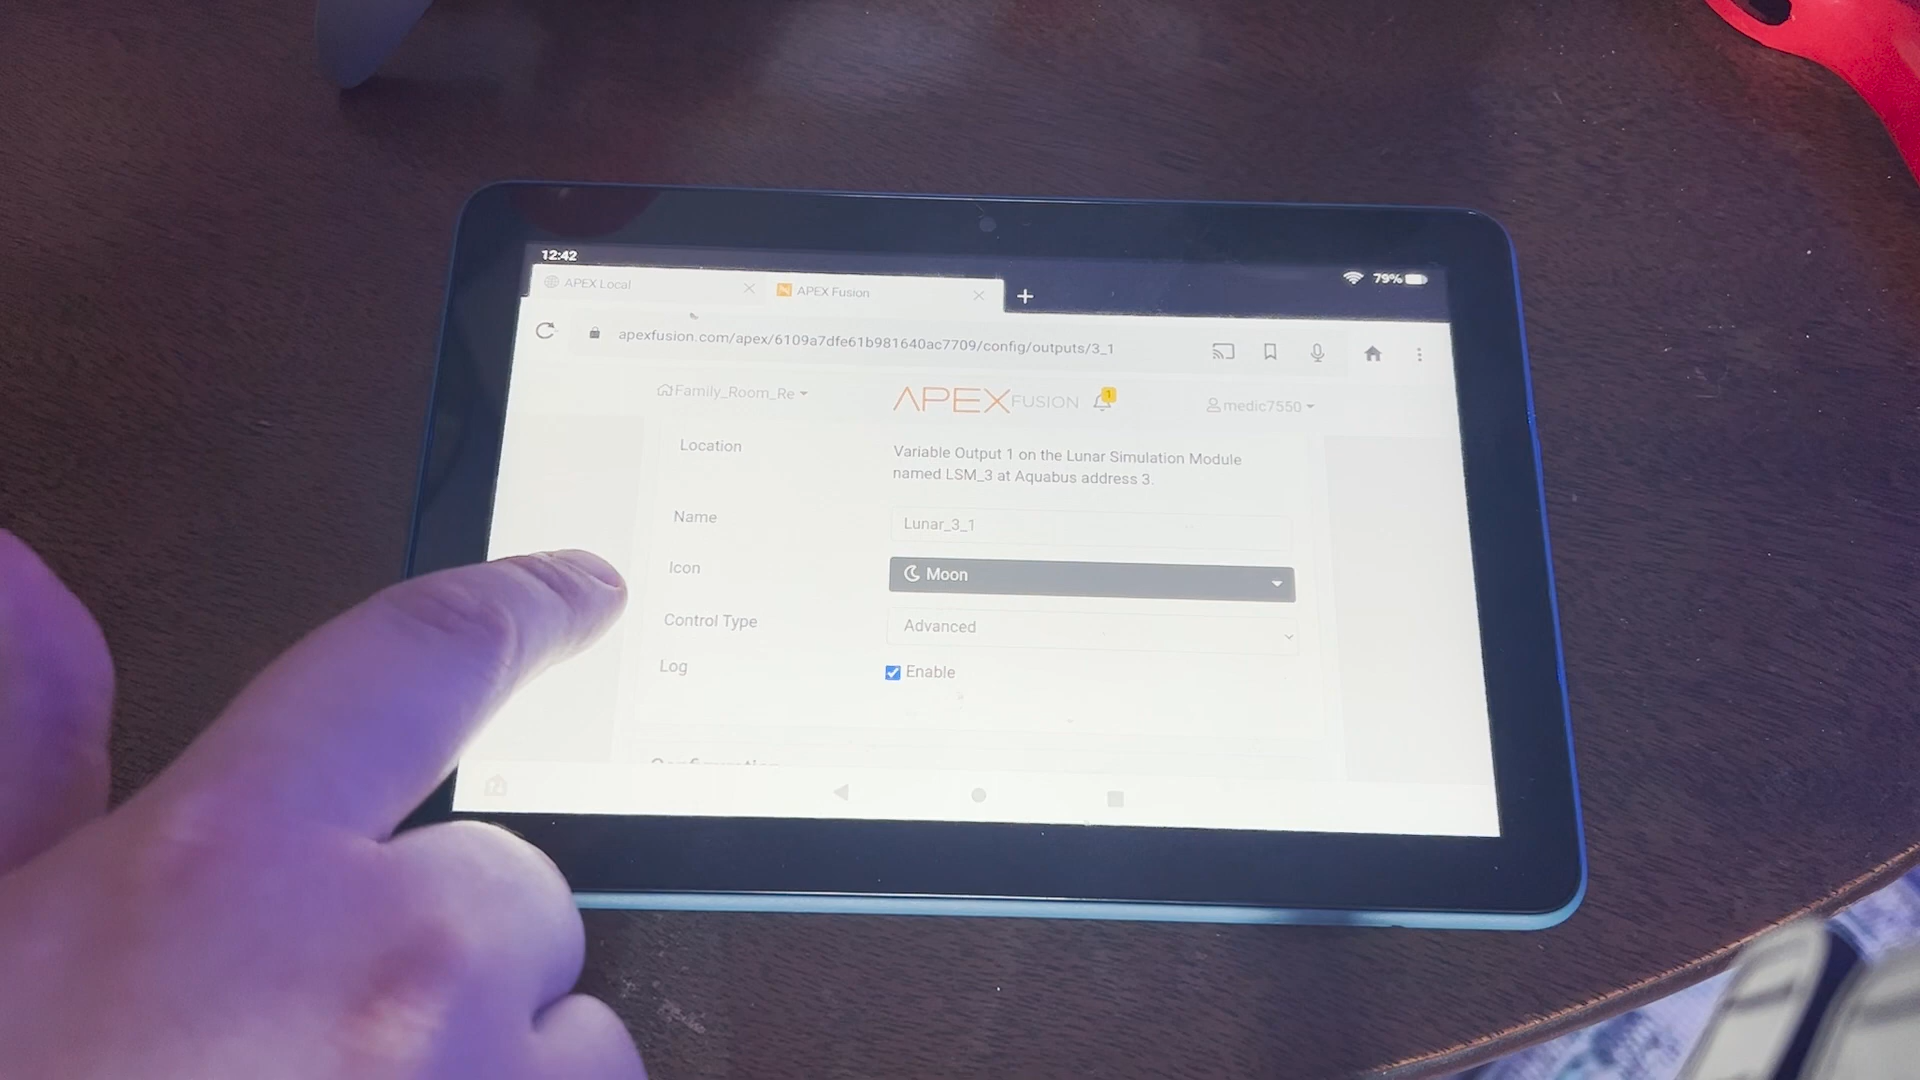 12:42
79%
APEX Local
APEX Fusion
apexfusion.com/apex/6109a7dfe61b981640ac7709/config/outputs/3_1
Family_Room_Re
APEX FUSION
1
medic7550
Location
Variable Output 1 on the Lunar Simulation Module
named LSM_3 at Aquabus address 3.
Name
Lunar_3_1
Icon
Moon
Control Type
Advanced
Log
Enable